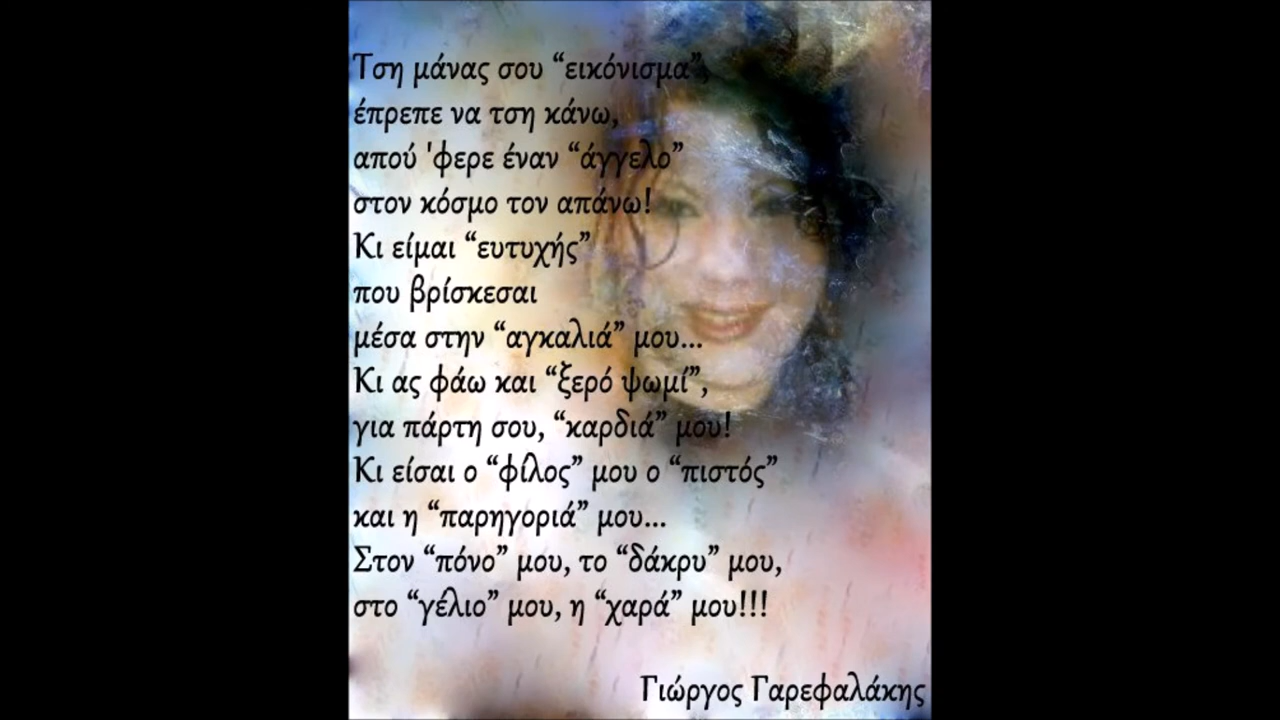 Τση μάνας σου “εικόνισμα”,
έπρεπε να τση κάνω,
απού 'φερε έναν “άγγελο”
στον κόσμο τον απάνω!
Κι είμαι “ευτυχής”
που βρίσκεσαι
μέσα στην “αγκαλιά” μου...
Κι ας φάω και “ξερό ψωμί”,
για πάρτη σου, “καρδιά” μου!
Κι είσαι ο “φίλος” μου ο “πιστός”
και η “παρηγοριά” μου...
Στον “πόνο” μου, το “δάκρυ” μου,
στο “γέλιο” μου, η “χαρά” μου!!!
Γιώργος Γαρεφαλάκης